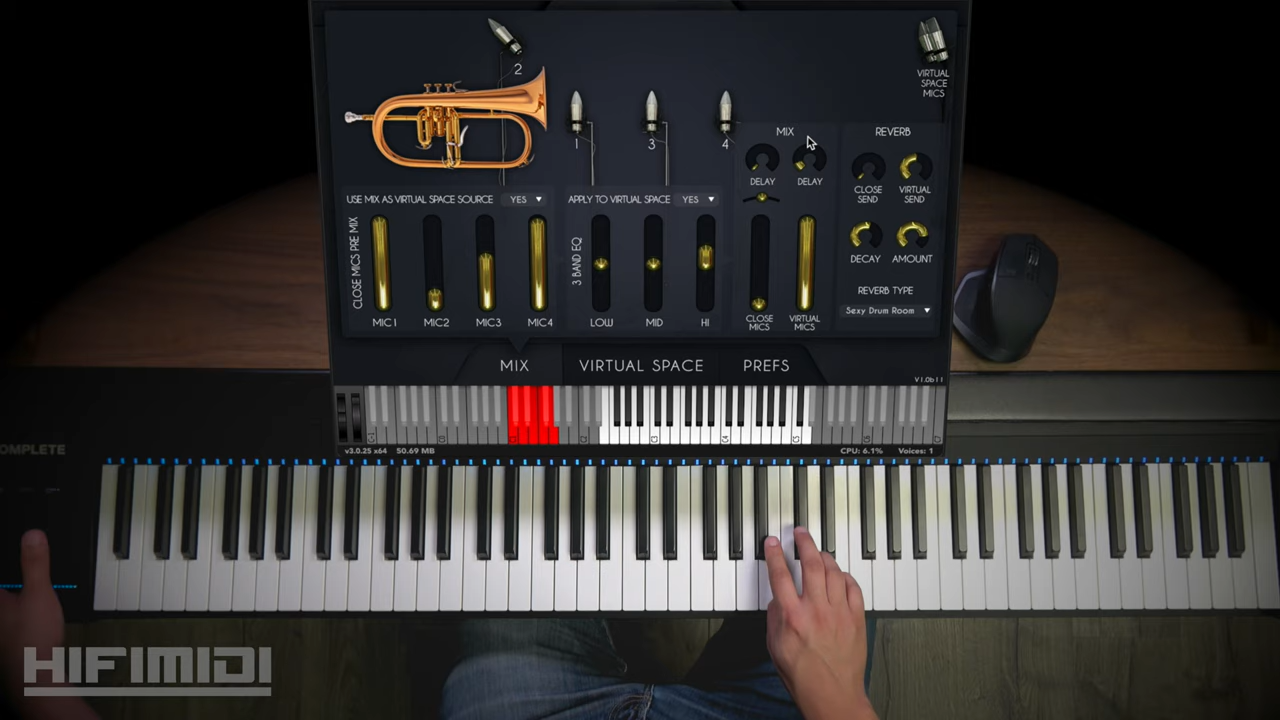 2
1
3
4
VIRTUAL
SPACE
MICS
MIX
REVERB
DELAY
DELAY
CLOSE
SEND
VIRTUAL
SEND
USE MIX AS VIRTUAL SPACE SOURCE YES
APPLY TO VIRTUAL SPACE YES
CLOSE MICS PRE MIX
3 BAND EQ
DECAY
AMOUNT
REVERB TYPE
Sexy Drum Room
MIC1
MIC2
MIC3
MIC4
LOW
MID
HI
CLOSE
MICS
VIRTUAL
MICS
MIX
VIRTUAL SPACE
PREFS
V1.0b11
v3.0.25 x64 50.69 MB
CPU: 6.1% Voices: 1
OMPLETE
HIFIMIDI